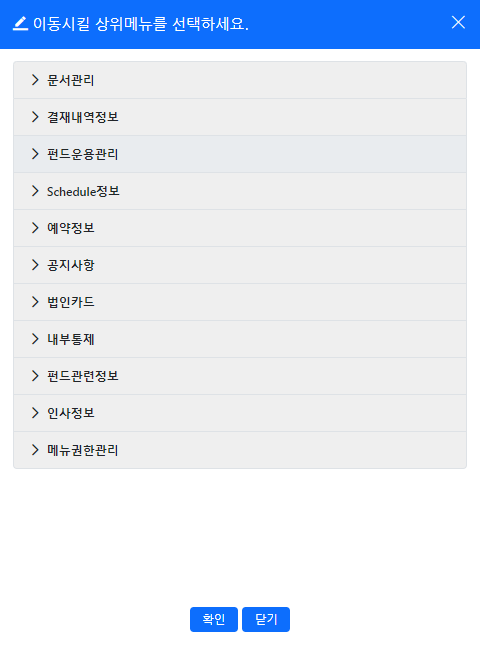 이동시킬 상위메뉴를 선택하세요.
문서관리
결재내역정보
펀드운용관리
Schedule정보
예약정보
공지사항
법인카드
내부통제
펀드관련정보
인사정보
메뉴권한관리
확인 닫기